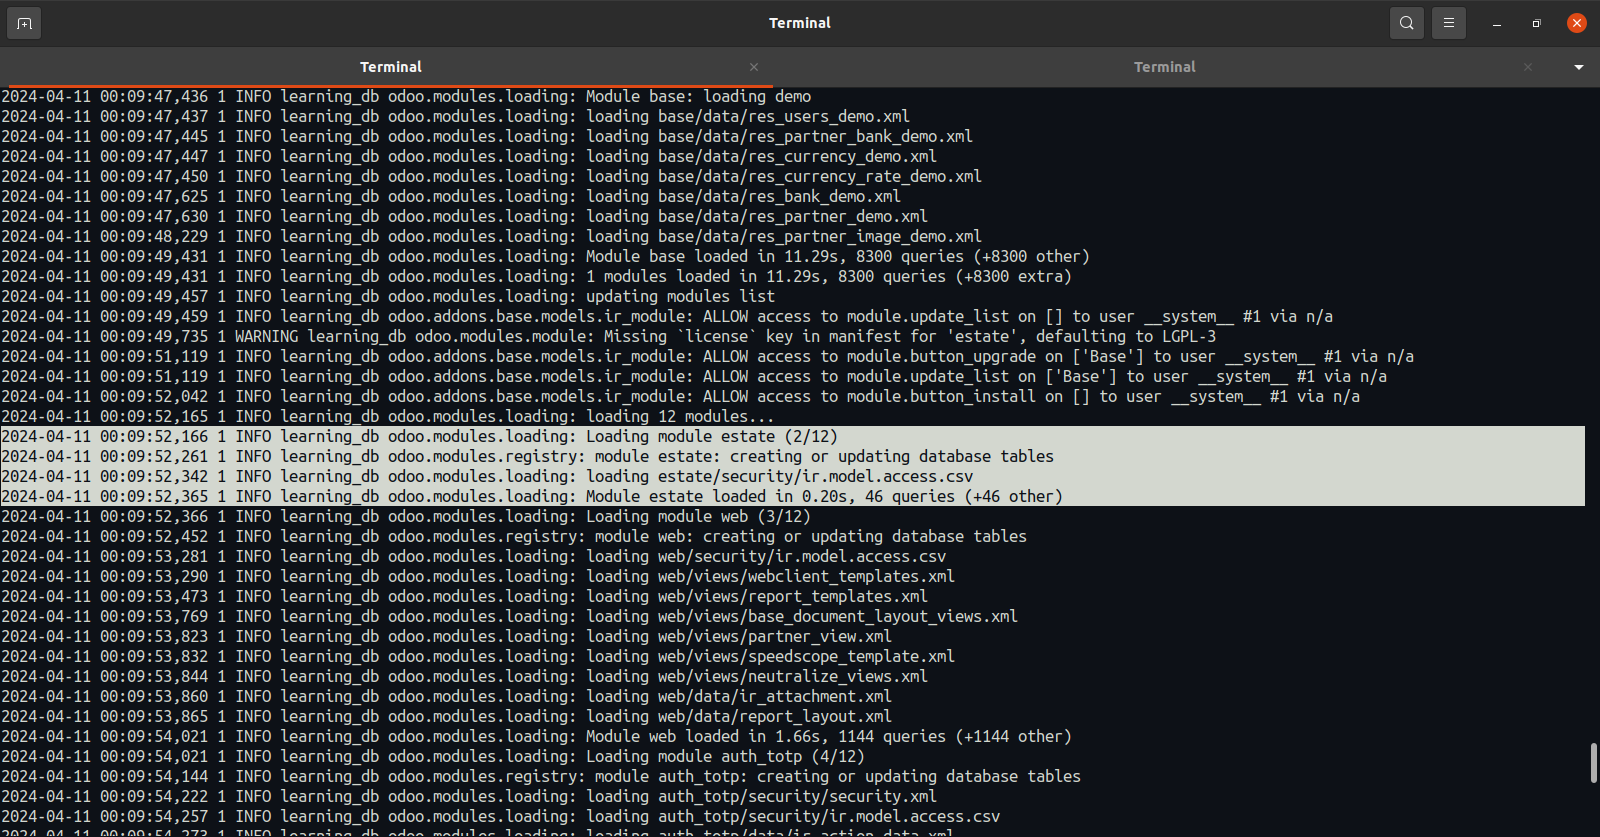 Terminal
Terminal
Terminal
2024-04-11 00:09:47,436 1 INFO learning_db odoo.modules.loading: Module base: loading demo
2024-04-11 00:09:47,437 1 INFO learning_db odoo.modules.loading: loading base/data/res_users_demo.xml
2024-04-11 00:09:47,445 1 INFO learning_db odoo.modules.loading: loading base/data/res_partner_bank_demo.xml
2024-04-11 00:09:47,447 1 INFO learning_db odoo.modules.loading: loading base/data/res_currency_demo.xml
2024-04-11 00:09:47,450 1 INFO learning_db odoo.modules.loading: loading base/data/res_currency_rate_demo.xml
2024-04-11 00:09:47,625 1 INFO learning_db odoo.modules.loading: loading base/data/res_bank_demo.xml
2024-04-11 00:09:47,630 1 INFO learning_db odoo.modules.loading: loading base/data/res_partner_demo.xml
2024-04-11 00:09:48,229 1 INFO learning_db odoo.modules.loading: loading base/data/res_partner_image_demo.xml
2024-04-11 00:09:49,431 1 INFO learning_db odoo.modules.loading: Module base loaded in 11.29s, 8300 queries (+8300 other)
2024-04-11 00:09:49,431 1 INFO learning_db odoo.modules.loading: 1 modules loaded in 11.29s, 8300 queries (+8300 extra)
2024-04-11 00:09:49,457 1 INFO learning_db odoo.modules.loading: updating modules list
2024-04-11 00:09:49,459 1 INFO learning_db odoo.addons.base.models.ir_module: ALLOW access to module.update_list on [] to user __system__ #1 via n/a
2024-04-11 00:09:49,735 1 WARNING learning_db odoo.modules.module: Missing `license` key in manifest for 'estate', defaulting to LGPL-3
2024-04-11 00:09:51,119 1 INFO learning_db odoo.addons.base.models.ir_module: ALLOW access to module.button_upgrade on ['Base'] to user __system__ #1 via n/a
2024-04-11 00:09:51,119 1 INFO learning_db odoo.addons.base.models.ir_module: ALLOW access to module.update_list on ['Base'] to user __system__ #1 via n/a
2024-04-11 00:09:52,042 1 INFO learning_db odoo.addons.base.models.ir_module: ALLOW access to module.button_install on [] to user __system__ #1 via n/a
2024-04-11 00:09:52,165 1 INFO learning_db odoo.modules.loading: loading 12 modules...
2024-04-11 00:09:52,166 1 INFO learning_db odoo.modules.loading: Loading module estate (2/12)
2024-04-11 00:09:52,261 1 INFO learning_db odoo.modules.registry: module estate: creating or updating database tables
2024-04-11 00:09:52,342 1 INFO learning_db odoo.modules.loading: loading estate/security/ir.model.access.csv
2024-04-11 00:09:52,365 1 INFO learning_db odoo.modules.loading: Module estate loaded in 0.20s, 46 queries (+46 other)
2024-04-11 00:09:52,366 1 INFO learning_db odoo.modules.loading: Loading module web (3/12)
2024-04-11 00:09:52,452 1 INFO learning_db odoo.modules.registry: module web: creating or updating database tables
2024-04-11 00:09:53,281 1 INFO learning_db odoo.modules.loading: loading web/security/ir.model.access.csv
2024-04-11 00:09:53,290 1 INFO learning_db odoo.modules.loading: loading web/views/webclient_templates.xml
2024-04-11 00:09:53,473 1 INFO learning_db odoo.modules.loading: loading web/views/report_templates.xml
2024-04-11 00:09:53,769 1 INFO learning_db odoo.modules.loading: loading web/views/base_document_layout_views.xml
2024-04-11 00:09:53,823 1 INFO learning_db odoo.modules.loading: loading web/views/partner_view.xml
2024-04-11 00:09:53,832 1 INFO learning_db odoo.modules.loading: loading web/views/speedscope_template.xml
2024-04-11 00:09:53,844 1 INFO learning_db odoo.modules.loading: loading web/views/neutralize_views.xml
2024-04-11 00:09:53,860 1 INFO learning_db odoo.modules.loading: loading web/data/ir_attachment.xml
2024-04-11 00:09:53,865 1 INFO learning_db odoo.modules.loading: loading web/data/report_layout.xml
2024-04-11 00:09:54,021 1 INFO learning_db odoo.modules.loading: Module web loaded in 1.66s, 1144 queries (+1144 other)
2024-04-11 00:09:54,021 1 INFO learning_db odoo.modules.loading: Loading module auth_totp (4/12)
2024-04-11 00:09:54,144 1 INFO learning_db odoo.modules.registry: module auth_totp: creating or updating database tables
2024-04-11 00:09:54,222 1 INFO learning_db odoo.modules.loading: loading auth_totp/security/security.xml
2024-04-11 00:09:54,257 1 INFO learning_db odoo.modules.loading: loading auth_totp/security/ir.model.access.csv
2024-04-11 00:09:54,273 1 INFO learning_db odoo.modules.loading: loading auth_totp/data/ir_action_data.xml